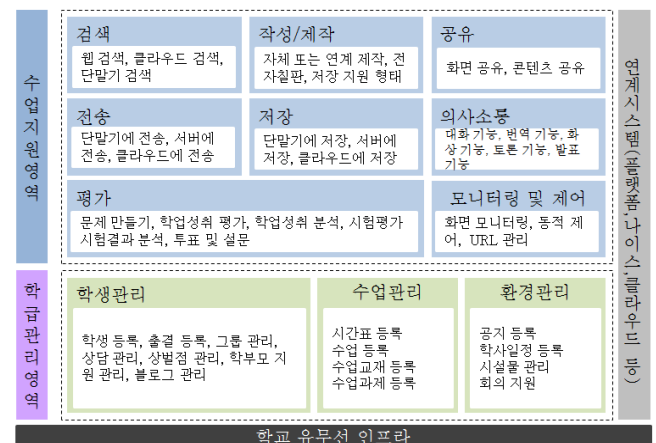 수업지원영역
검색
웹 검색, 클라우드 검색,
단말기 검색
작성/제작
자체 또는 연계 제작, 전
자칠판, 저장 지원 형태
공유
화면 공유, 콘텐츠 공유
전송
단말기에 전송, 서버에
전송, 클라우드에 전송
저장
단말기에 저장, 서버에
저장, 클라우드에 저장
의사소통
대화 기능, 번역 기능, 화
상 기능, 토론 기능, 발표
기능
평가
문제 만들기, 학업성취 평가, 학업성취 분석, 시험평가
시험결과 분석, 투표 및 설문
모니터링 및 제어
화면 모니터링, 동적 제
어, URL 관리
학급관리영역
학생관리
학생 등록, 출결 등록, 그룹 관리,
상담 관리, 상벌점 관리, 학부모 지
원 관리, 블로그 관리
수업관리
시간표 등록
수업 등록
수업교재 등록
수업과제 등록
환경관리
공지 등록
학사일정 등록
시설물 관리
회의 지원
연계시스템(플랫폼,나이스,클라우드 등)
학교 유무선 인프라